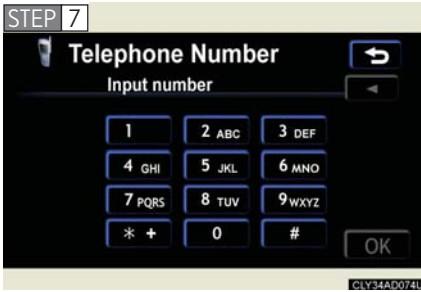 STEP 7
Telephone Number
Input number
1
2 ABC
3 DEF
4 GHI
5 JKL
6 MNO
7 PQRS
8 TUV
9 WXYZ
* +
0
#
OK
CLY34AD074U